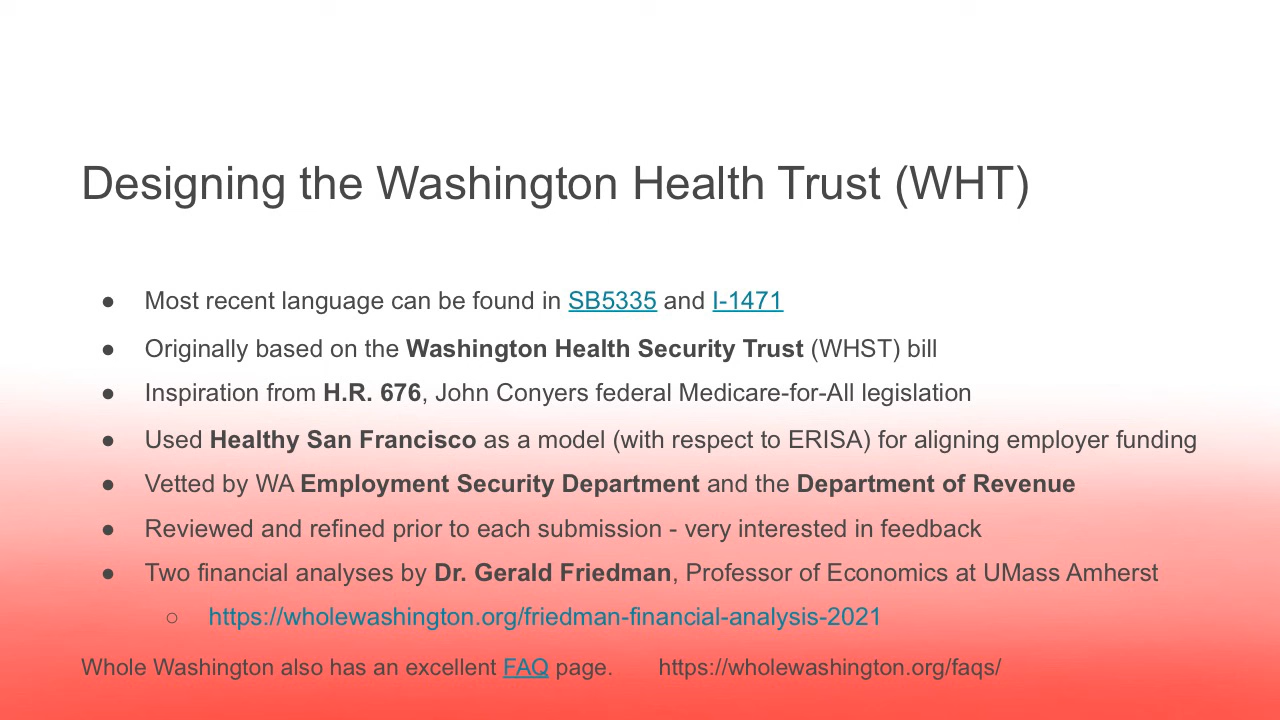 Designing the Washington Health Trust (WHT)
● Most recent language can be found in SB5335 and I-1471
● Originally based on the Washington Health Security Trust (WHST) bill
● Inspiration from H.R. 676, John Conyers federal Medicare-for-All legislation
● Used Healthy San Francisco as a model (with respect to ERISA) for aligning employer funding
● Vetted by WA Employment Security Department and the Department of Revenue
● Reviewed and refined prior to each submission - very interested in feedback
● Two financial analyses by Dr. Gerald Friedman, Professor of Economics at UMass Amherst
○ https://wholewashington.org/friedman-financial-analysis-2021
Whole Washington also has an excellent FAQ page. https://wholewashington.org/faqs/